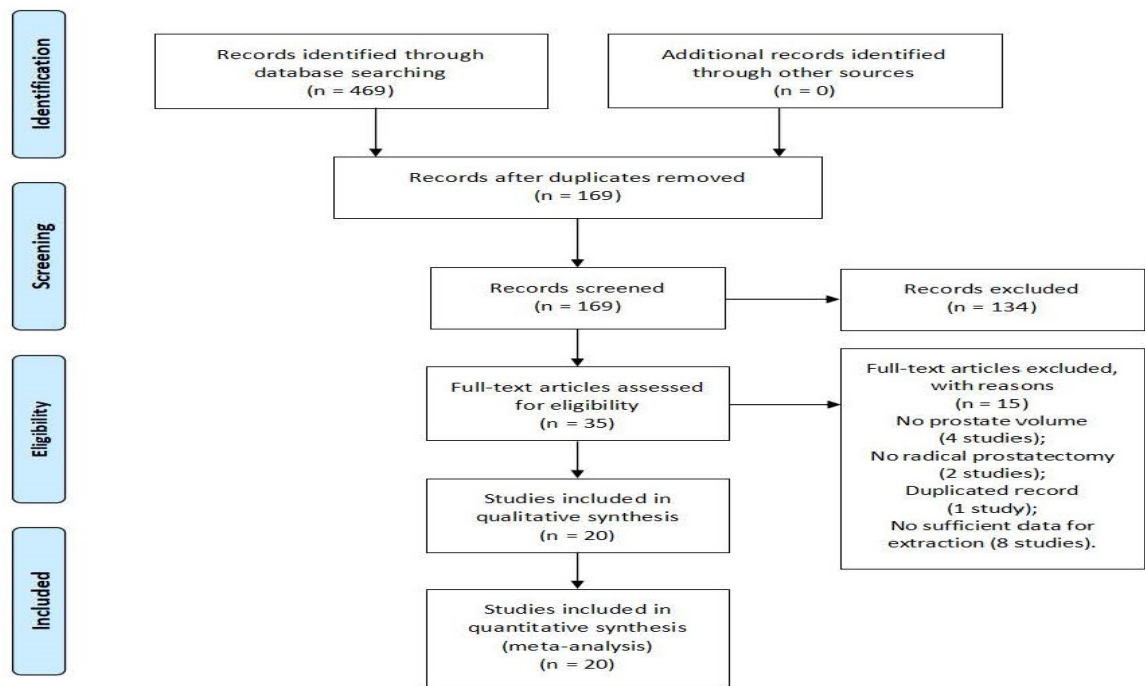 Identification
Records identified through
database searching
(n = 469)
Additional records identified
through other sources
(n = 0)
Records after duplicates removed
(n = 169)
Screening
Records screened
(n = 169)
Records excluded
(n = 134)
Eligibility
Full-text articles assessed
for eligibility
(n = 35)
Full-text articles excluded,
with reasons
(n = 15)
No prostate volume
(4 studies);
No radical prostatectomy
(2 studies);
Duplicated record
(1 study);
No sufficient data for
extraction (8 studies).
Studies included in
qualitative synthesis
(n = 20)
Included
Studies included in
quantitative synthesis
(meta-analysis)
(n = 20)